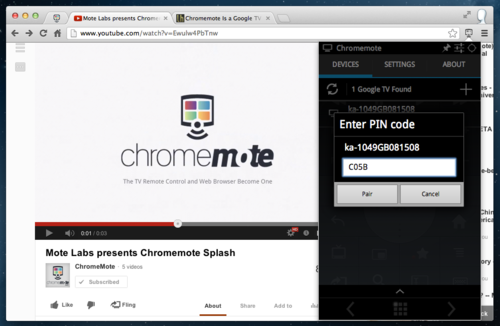 Mote Labs presents Chrome
Chromemote Is a Google TV
www.youtube.com/watch?v=Ewulw4PbTnw
Chromemote
DEVICES
SETTINGS
ABOUT
1 Google TV Found
ka-1049GB081508
Enter PIN code
ka-1049GB081508
C05B
Pair
Cancel
chromemote
The TV Remote Control and Web Browser Become One
0:01 / 0:03
Mote Labs presents Chromemote Splash
ChromeMote · 5 videos
Subscribed
Like
Fling
About
Share
Add to